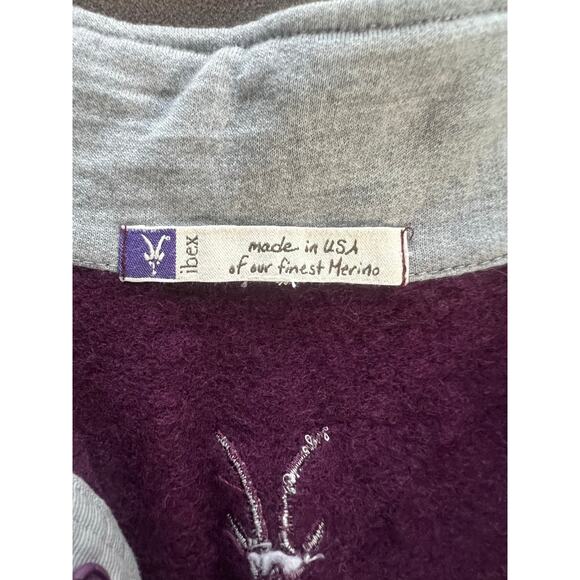 ibex
made in USA
of our finest Merino